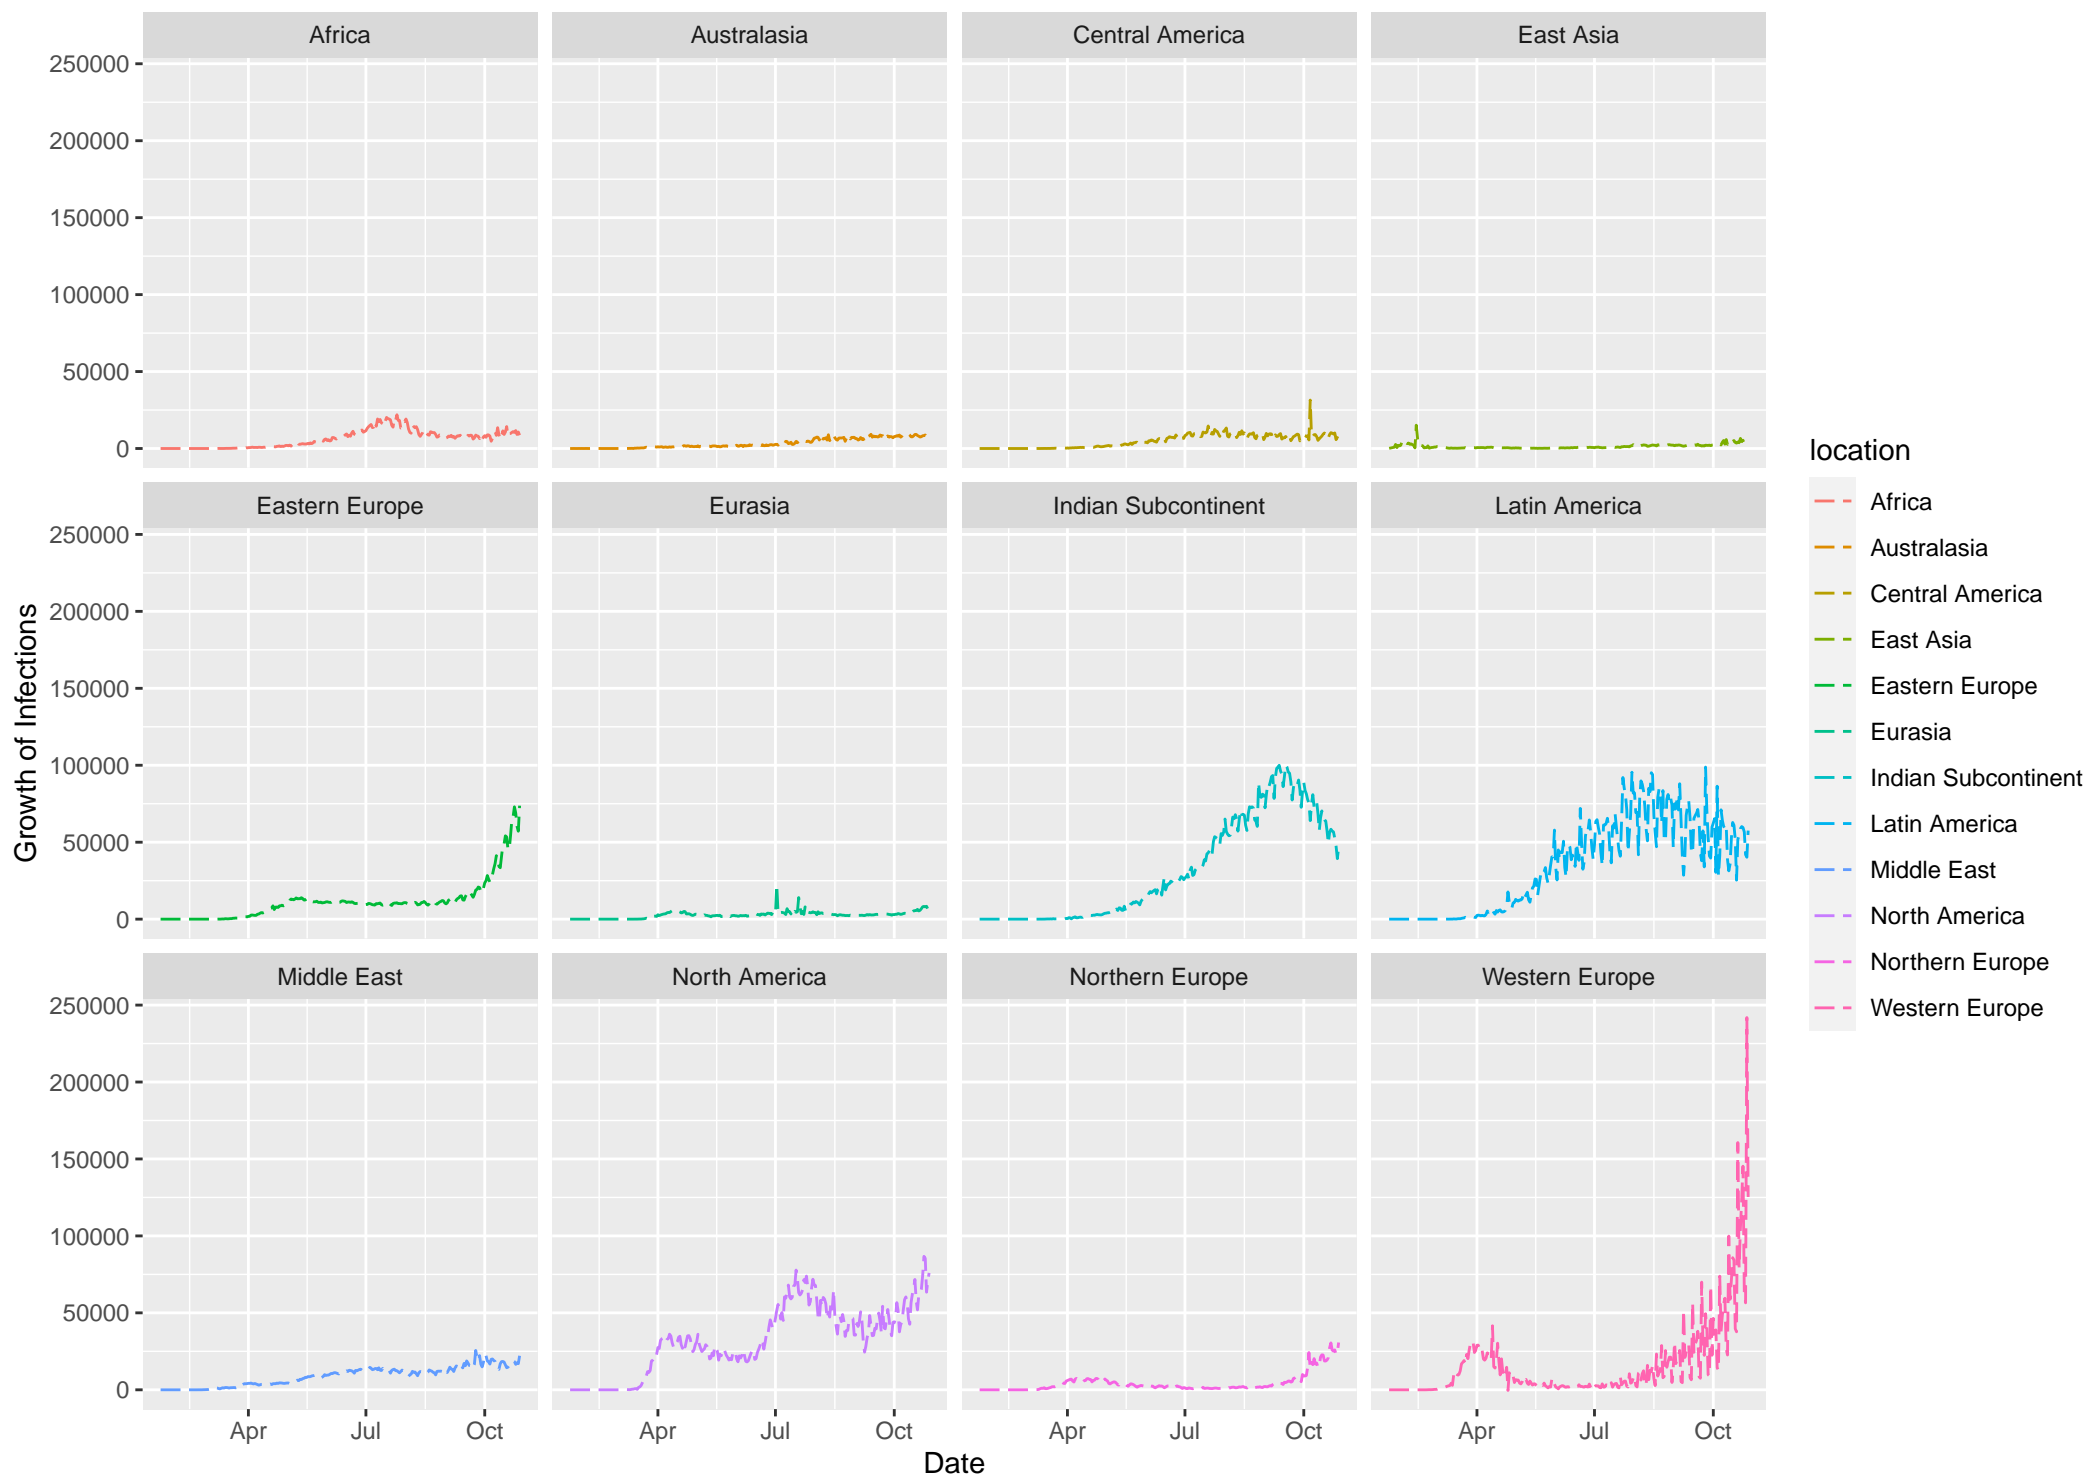 Africa
Australasia
Central America
East Asia
250000
200000
150000
100000
50000
0
Eastern Europe
Eurasia
Indian Subcontinent
Latin America
250000
200000
150000
100000
50000
0
Middle East
North America
Northern Europe
Western Europe
250000
200000
150000
100000
50000
0
Apr Jul Oct
Apr Jul Oct
Apr Jul Oct
Apr Jul Oct
Date
Growth of Infections
location
Africa
Australasia
Central America
East Asia
Eastern Europe
Eurasia
Indian Subcontinent
Latin America
Middle East
North America
Northern Europe
Western Europe